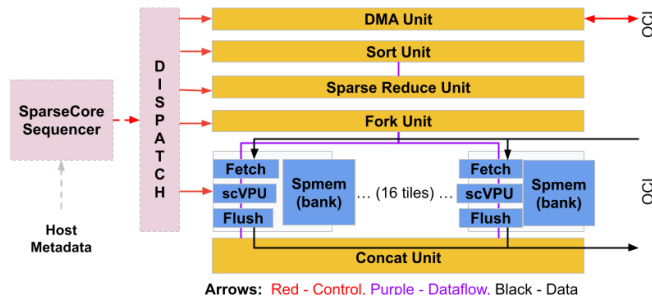 DMA Unit
OCI
Sort Unit
DISPATCH
Sparse Reduce Unit
SparseCore
Sequencer
Fork Unit
Fetch
scVPU
Flush
Spmem
(bank)
... (16 tiles) ...
Fetch
scVPU
Flush
Spmem
(bank)
OCI
Host
Metadata
Concat Unit
Arrows: Red - Control, Purple - Dataflow, Black - Data